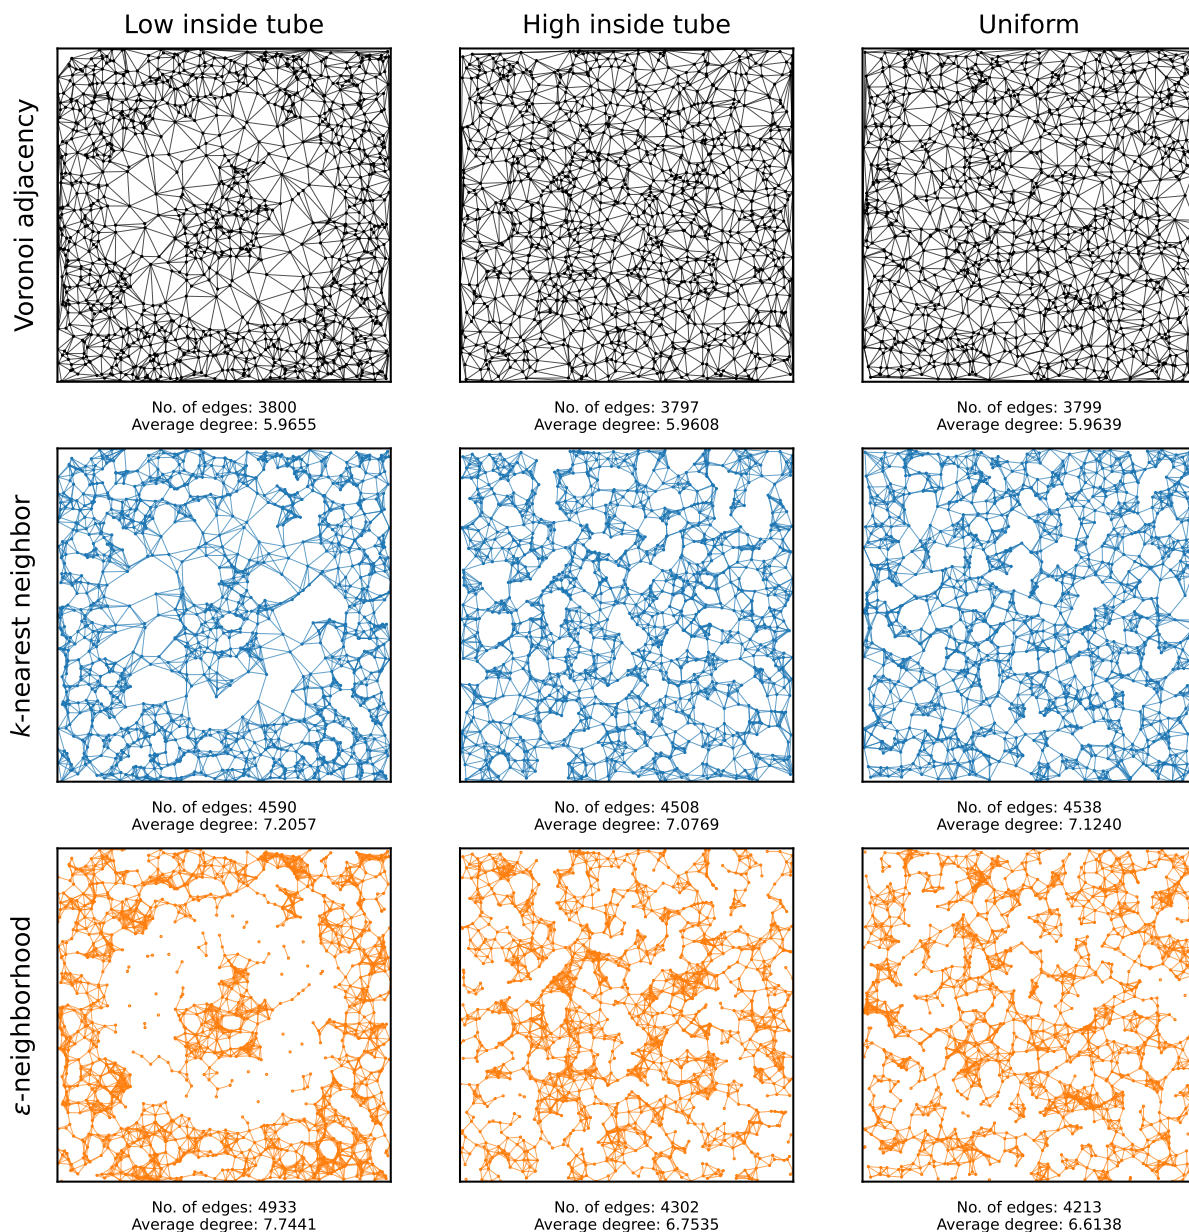 Low inside tube
High inside tube
Uniform
Voronoi adjacency
No. of edges: 3800
Average degree: 5.9655
No. of edges: 3797
Average degree: 5.9608
No. of edges: 3799
Average degree: 5.9639
k-nearest neighbor
No. of edges: 4590
Average degree: 7.2057
No. of edges: 4508
Average degree: 7.0769
No. of edges: 4538
Average degree: 7.1240
ε-neighborhood
No. of edges: 4933
Average degree: 7.7441
No. of edges: 4302
Average degree: 6.7535
No. of edges: 4213
Average degree: 6.6138